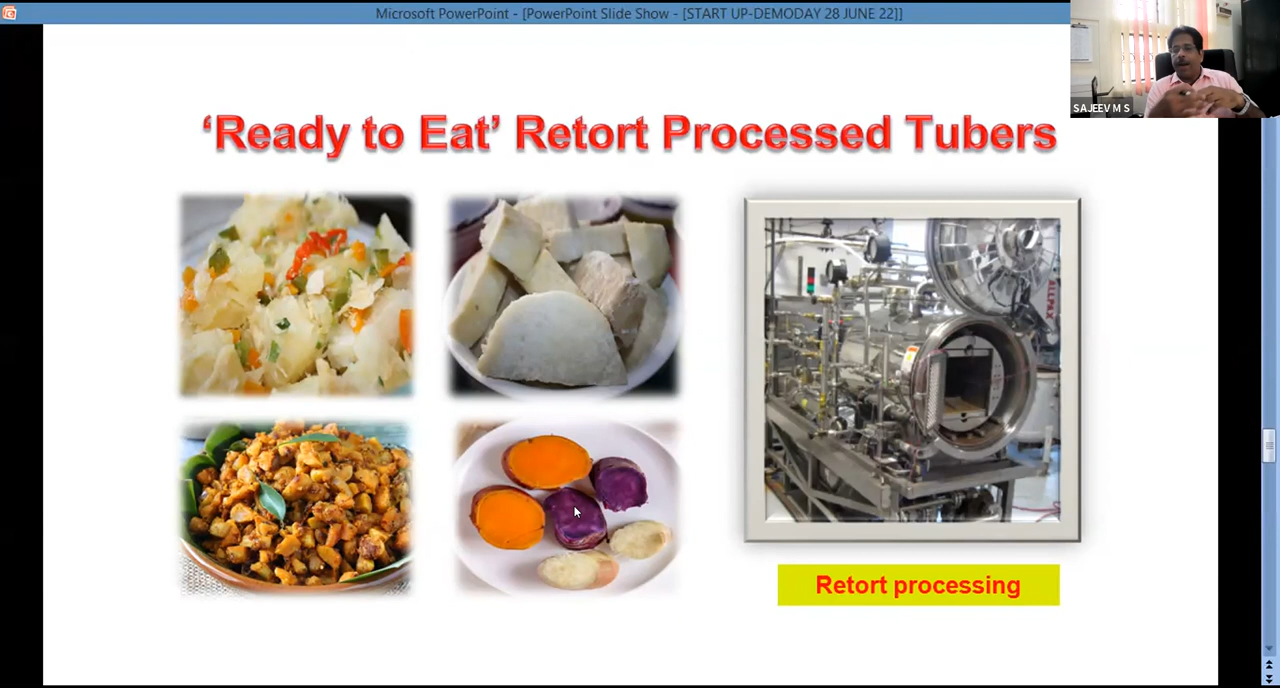 Microsoft PowerPoint - [PowerPoint Slide Show - [START UP-DEMODAY 28 JUNE 22]]
SAJEEV M S
‘Ready to Eat’ Retort Processed Tubers
ALLPAX
Retort processing